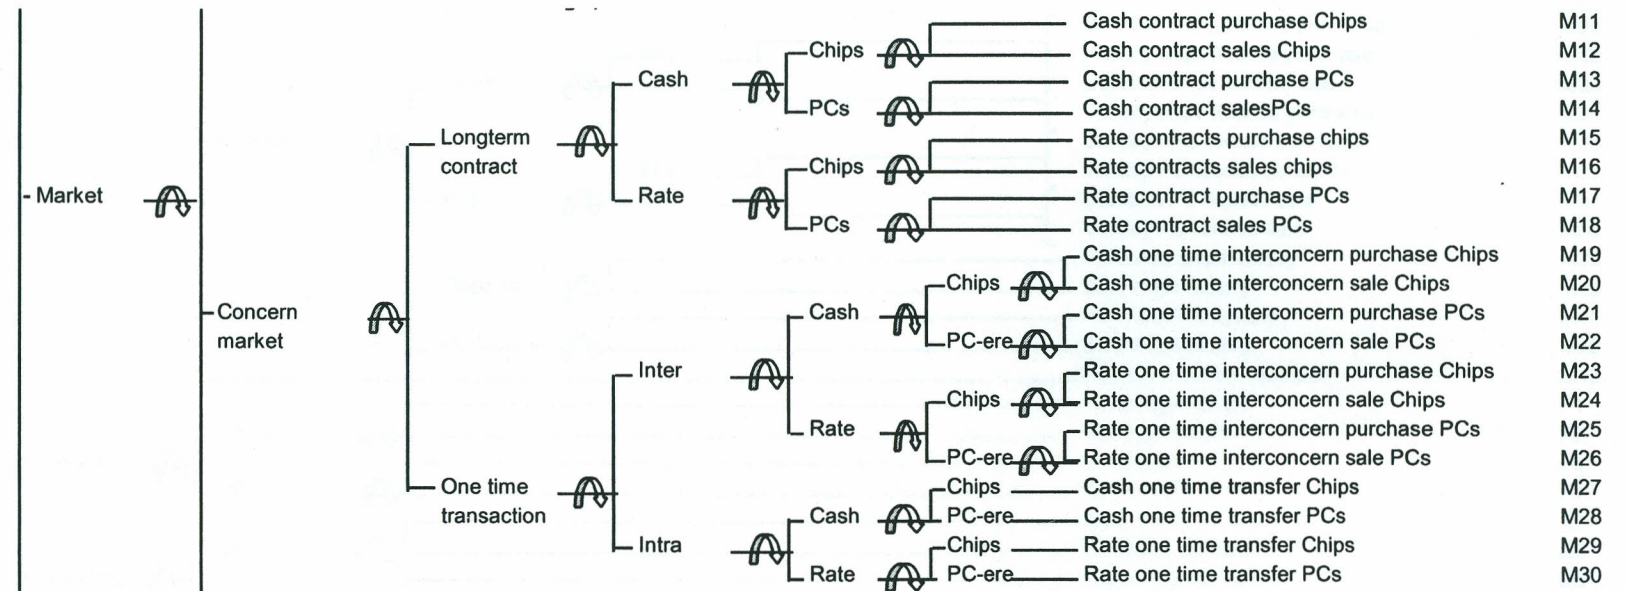 Cash contract purchase Chips M11
Chips Cash contract sales Chips M12
Cash Cash contract purchase PCs M13
PCs Cash contract salesPCs M14
Longterm Rate contracts purchase chips M15
contract Chips Rate contracts sales chips M16
- Market Rate Rate contract purchase PCs M17
PCs Rate contract sales PCs M18
Cash one time interconcern purchase Chips M19
Chips Cash one time interconcern sale Chips M20
Concern Cash Cash one time interconcern purchase PCs M21
market PC-ere Cash one time interconcern sale PCs M22
Inter Rate one time interconcern purchase Chips M23
Chips Rate one time interconcern sale Chips M24
Rate Rate one time interconcern purchase PCs M25
PC-ere Rate one time interconcern sale PCs M26
One time Chips Cash one time transfer Chips M27
transaction Cash PC-ere Cash one time transfer PCs M28
Intra Chips Rate one time transfer Chips M29
Rate PC-ere Rate one time transfer PCs M30